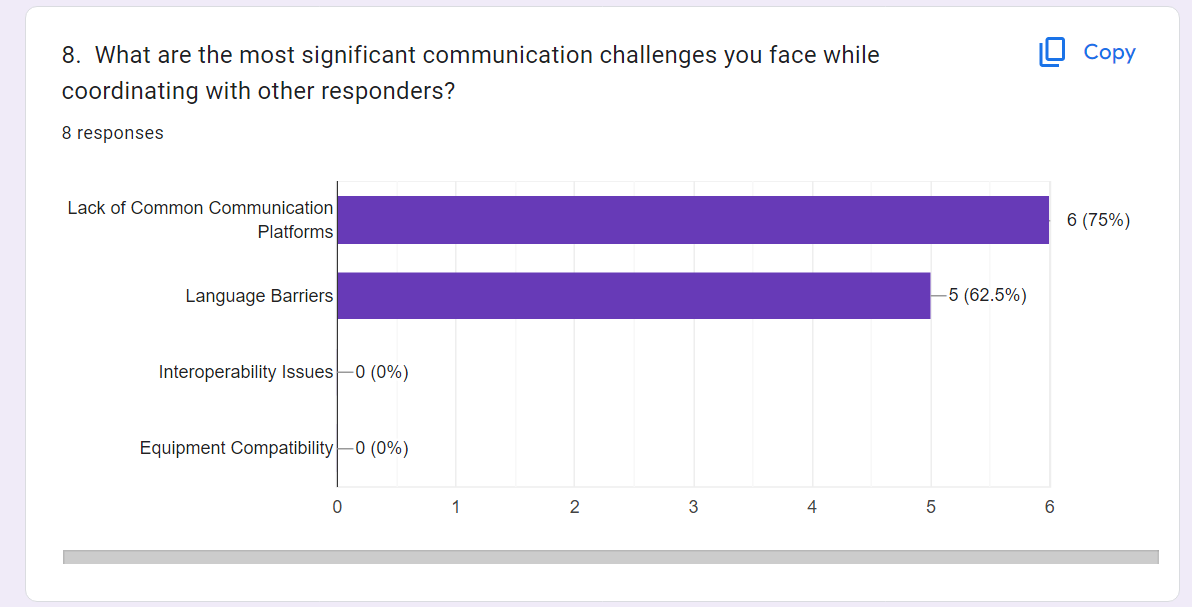 8. What are the most significant communication challenges you face while
coordinating with other responders?
Copy
8 responses
Lack of Common Communication
Platforms
6 (75%)
Language Barriers
5 (62.5%)
Interoperability Issues
0 (0%)
Equipment Compatibility
0 (0%)
0 1 2 3 4 5 6